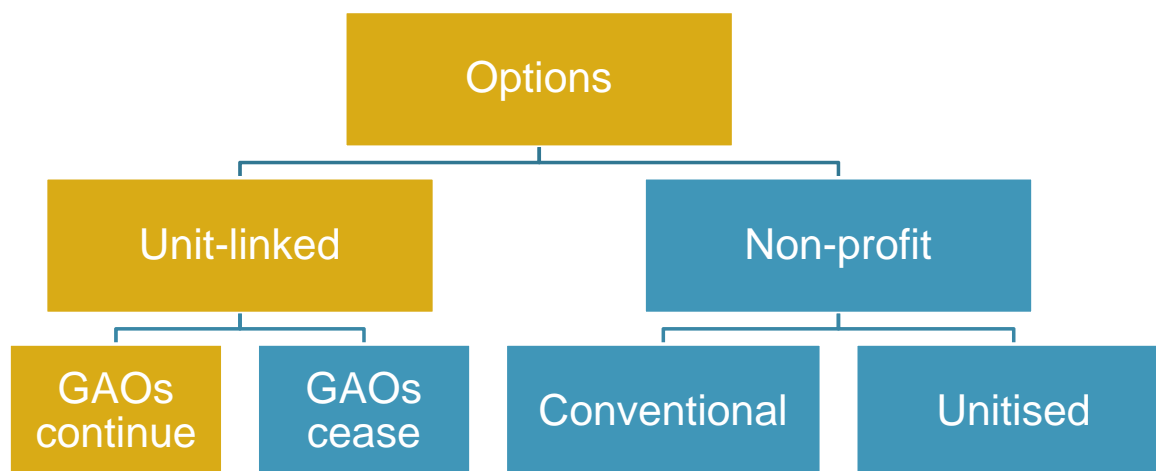 Options
Unit-linked
Non-profit
GAOs
continue
GAOs
cease
Conventional
Unitised